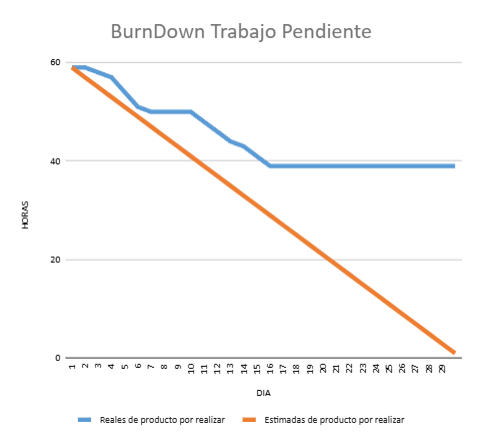 BurnDown Trabajo Pendiente
60
40
20
0
HORAS
1 2 3 4 5 6 7 8 9 10 11 12 13 14 15 16 17 18 19 20 21 22 23 24 25 26 27 28 29
DIA
Reales de producto por realizar Estimadas de producto por realizar